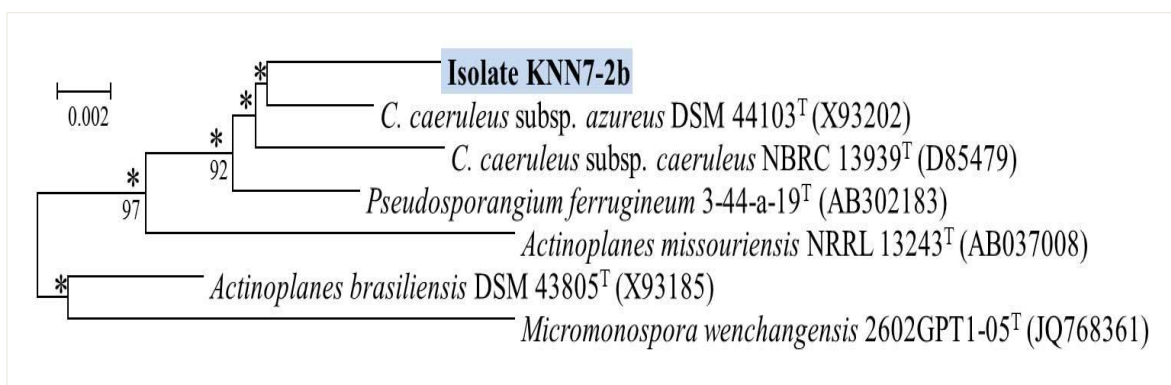 *
Isolate KNN7-2b
0.002
*
C. caeruleus subsp. azureus DSM 44103ᵀ (X93202)
*
92
C. caeruleus subsp. caeruleus NBRC 13939ᵀ (D85479)
*
97
Pseudosporangium ferrugineum 3-44-a-19ᵀ (AB302183)
Actinoplanes missouriensis NRRL 13243ᵀ (AB037008)
*
Actinoplanes brasiliensis DSM 43805ᵀ (X93185)
Micromonospora wenchangensis 2602GPT1-05ᵀ (JQ768361)